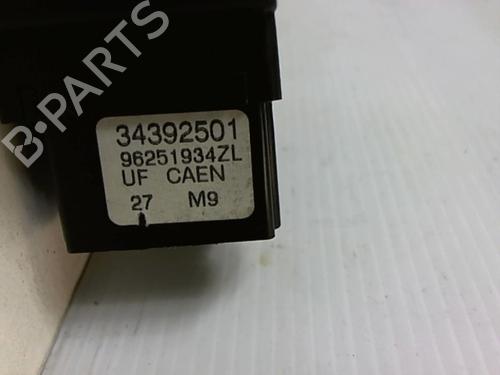 B-PARTS
34392501
96251934ZL
UF CAEN
27 M9